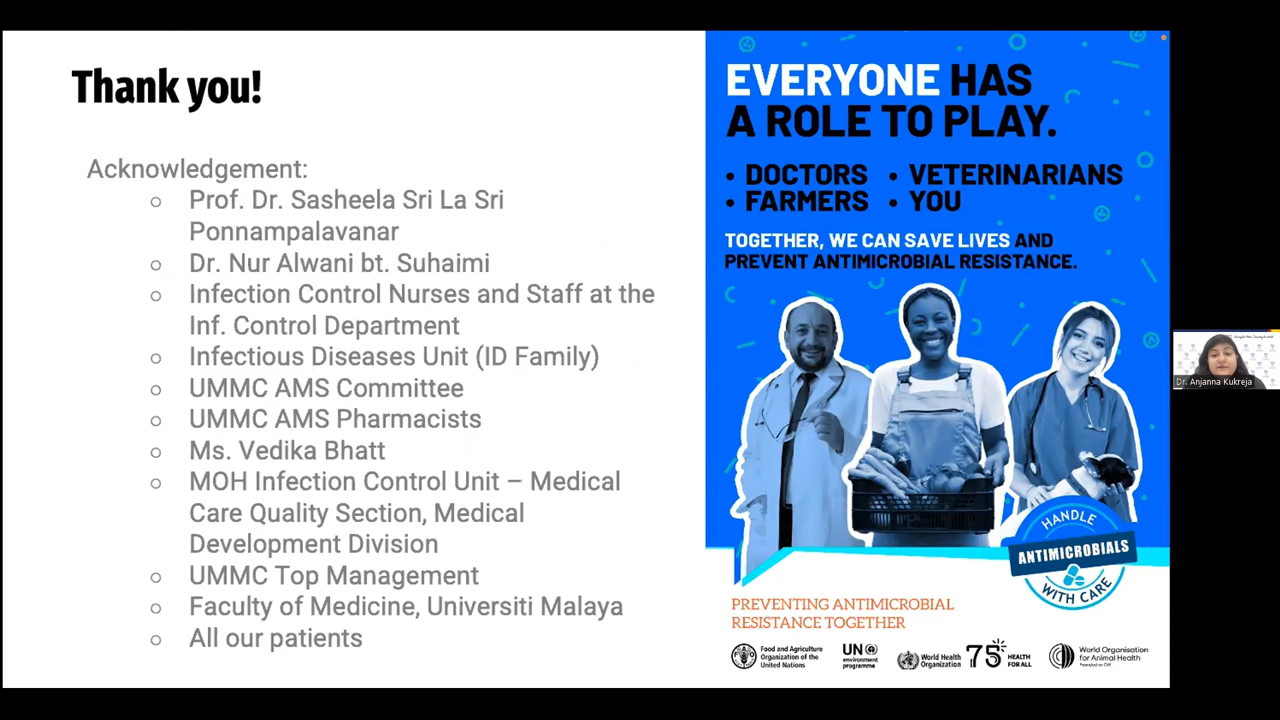 Thank you!
Acknowledgement:
○ Prof. Dr. Sasheela Sri La Sri
Ponnampalavanar
○ Dr. Nur Alwani bt. Suhaimi
○ Infection Control Nurses and Staff at the
Inf. Control Department
○ Infectious Diseases Unit (ID Family)
○ UMMC AMS Committee
○ UMMC AMS Pharmacists
○ Ms. Vedika Bhatt
○ MOH Infection Control Unit – Medical
Care Quality Section, Medical
Development Division
○ UMMC Top Management
○ Faculty of Medicine, Universiti Malaya
○ All our patients
EVERYONE HAS
A ROLE TO PLAY.
• DOCTORS • VETERINARIANS
• FARMERS • YOU
TOGETHER, WE CAN SAVE LIVES AND
PREVENT ANTIMICROBIAL RESISTANCE.
HANDLE
ANTIMICROBIALS
WITH CARE
PREVENTING ANTIMICROBIAL
RESISTANCE TOGETHER
Food and Agriculture
Organization of the
United Nations
UN
environment
programme
World Health
Organization
75 HEALTH
FOR ALL
World Organisation
for Animal Health
Dr. Anjanna Kukreja